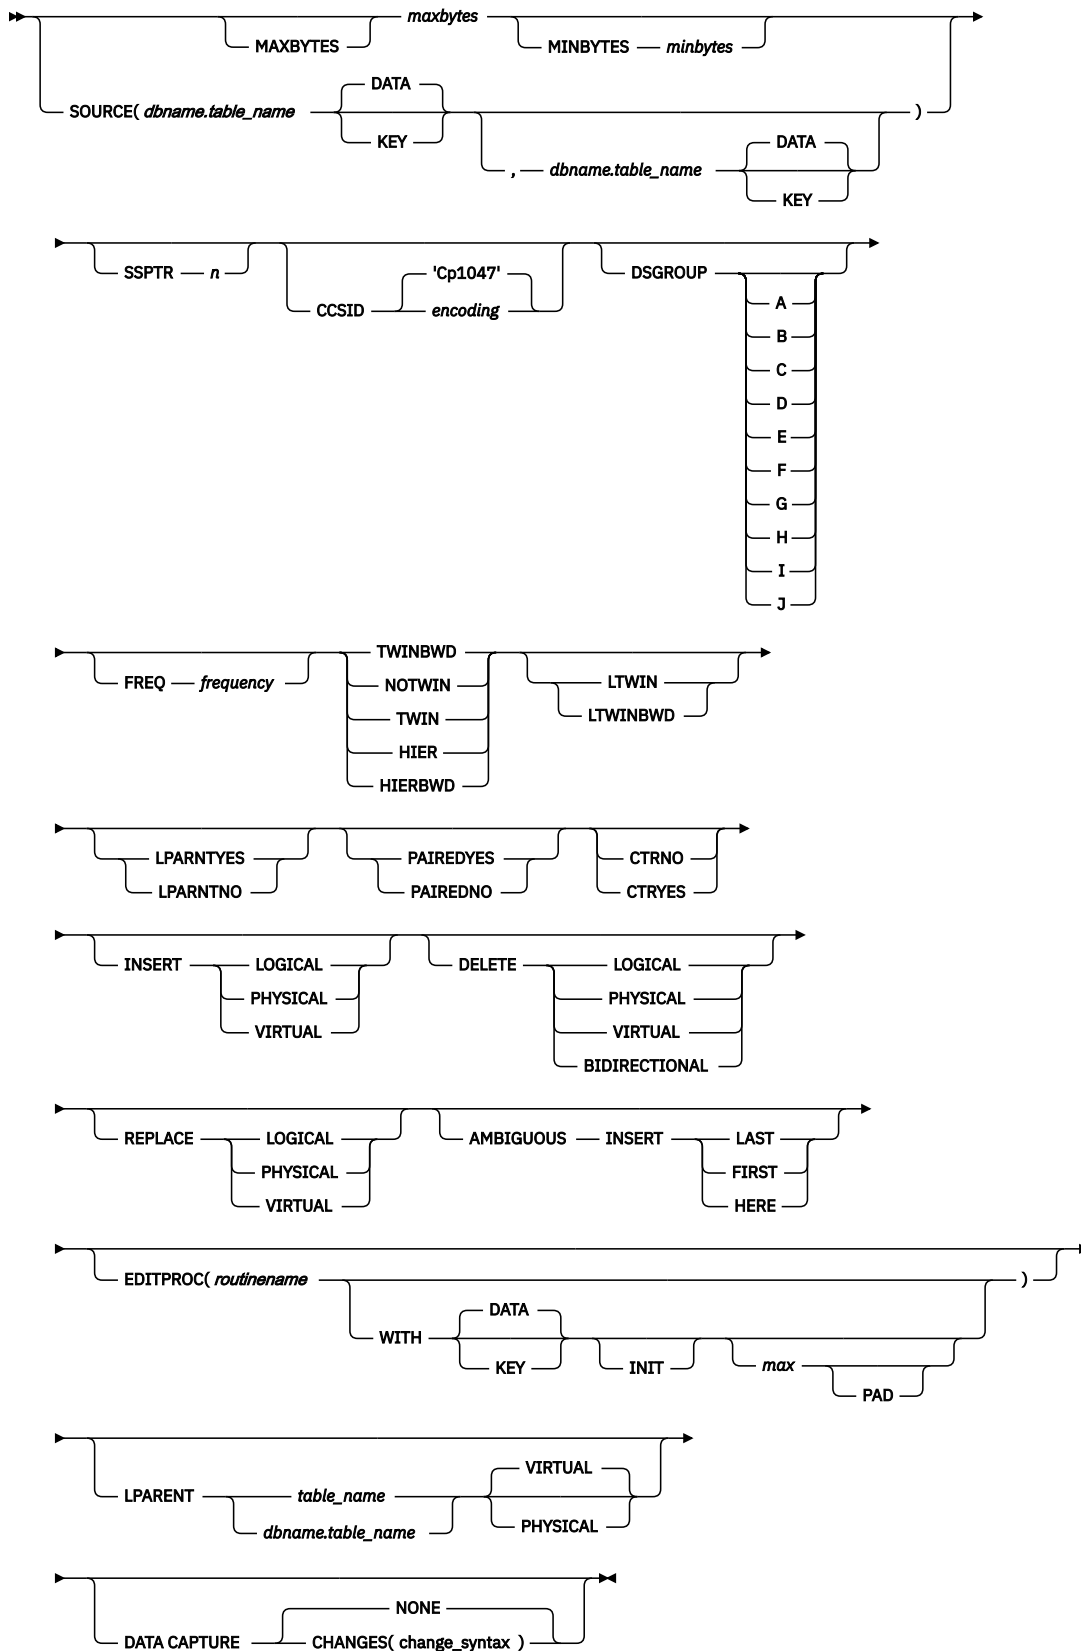 maxbytes
MAXBYTES
MINBYTES minbytes
DATA
SOURCE( dbname.table_name )
KEY
DATA
, dbname.table_name
KEY
SSPTR n
'Cp1047'
DSGROUP
CCSID encoding
A
B
C
D
E
F
G
H
I
J
TWINBWD
FREQ frequency
NOTWIN
LTWIN
TWIN
LTWINBWD
HIER
HIERBWD
LPARNTYES PAIREDYES CTRNO
LPARNTNO PAIREDNO CTRYES
INSERT LOGICAL DELETE LOGICAL
PHYSICAL PHYSICAL
VIRTUAL VIRTUAL
BIDIRECTIONAL
REPLACE LOGICAL AMBIGUOUS INSERT LAST
PHYSICAL FIRST
VIRTUAL HERE
EDITPROC( routinename )
DATA
WITH
KEY INIT max
PAD
VIRTUAL
LPARENT table_name
PHYSICAL
dbname.table_name
NONE
DATA CAPTURE CHANGES( change_syntax )